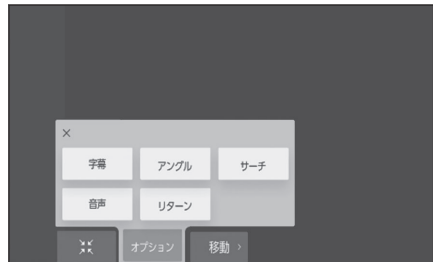 ×
字幕 アングル サーチ
音声 リターン
オプション 移動 ›